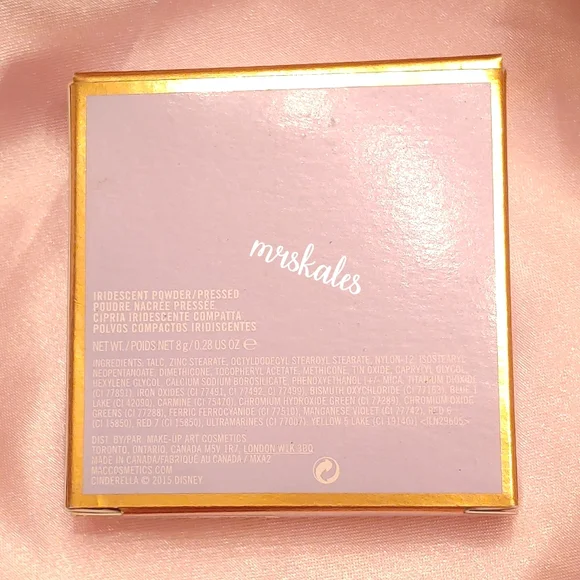 mrskales
IRIDESCENT POWDER/PRESSED
POUDRE NACRÉE PRESSÉE
CIPRIA IRIDESCENTE COMPATTA
POLVOS COMPACTOS IRIDISCENTES
NET WT./POIDS NET 8 g/0.28 US OZ ℮
INGREDIENTS: TALC, ZINC STEARATE, OCTYLDODECYL STEAROYL STEARATE, NYLON-12, ISOSTEARYL
NEOPENTANOATE, DIMETHICONE, TOCOPHERYL ACETATE, METHICONE, TIN OXIDE, CAPRYLYL GLYCOL,
HEXYLENE GLYCOL, CALCIUM SODIUM BOROSILICATE, PHENOXYETHANOL [+/- MICA, TITANIUM DIOXIDE
(CI 77891), IRON OXIDES (CI 77491, CI 77492, CI 77499), BISMUTH OXYCHLORIDE (CI 77163), BLUE 1
LAKE (CI 42090), CARMINE (CI 75470), CHROMIUM HYDROXIDE GREEN (CI 77289), CHROMIUM OXIDE
GREENS (CI 77288), FERRIC FERROCYANIDE (CI 77510), MANGANESE VIOLET (CI 77742), RED 6
(CI 15850), RED 7 (CI 15850), ULTRAMARINES (CI 77007), YELLOW 5 LAKE (CI 19140)]
DIST. BY/PAR. MAKE-UP ART COSMETICS
TORONTO, ONTARIO, CANADA M5V 1R7, LONDON W1K 3BQ
MADE IN CANADA/FABRIQUÉ AU CANADA / MXA2
MACCOSMETICS.COM
CINDERELLA © 2015 DISNEY.